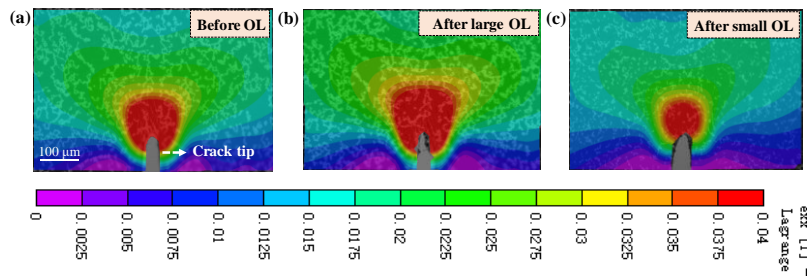 (a)
Before OL
(b)
After large OL
(c)
After small OL
100 µm
Crack tip
0
0.0025
0.005
0.0075
0.01
0.0125
0.015
0.0175
0.02
0.0225
0.025
0.0275
0.03
0.0325
0.035
0.0375
0.04
exx [1] -
Lagrange